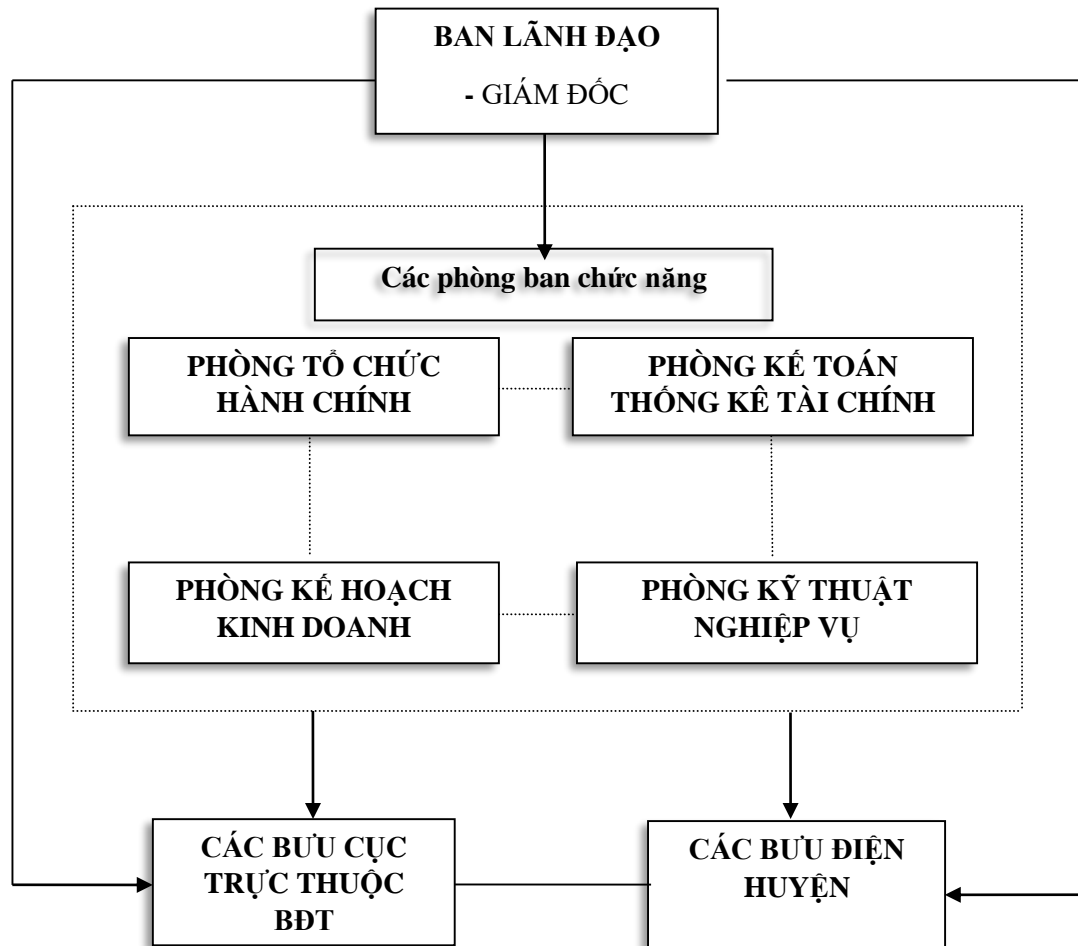 BAN LÃNH ĐẠO
- GIÁM ĐỐC
Các phòng ban chức năng
PHÒNG TỔ CHỨC
HÀNH CHÍNH
PHÒNG KẾ TOÁN
THỐNG KÊ TÀI CHÍNH
PHÒNG KẾ HOẠCH
KINH DOANH
PHÒNG KỸ THUẬT
NGHIỆP VỤ
CÁC BƯU CỤC
TRỰC THUỘC
BĐT
CÁC BƯU ĐIỆN
HUYỆN